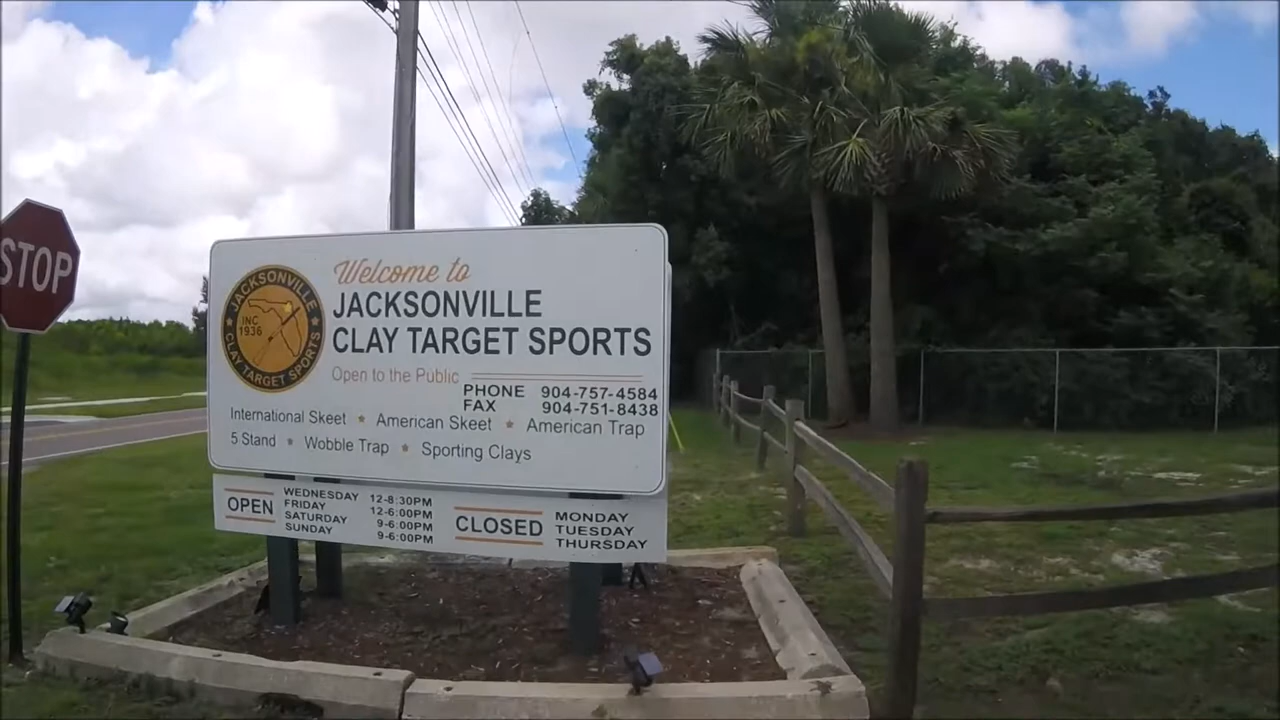 STOP
JACKSONVILLE
INC
1936
CLAY TARGET SPORTS
Welcome to
JACKSONVILLE
CLAY TARGET SPORTS
Open to the Public
PHONE 904-757-4584
FAX 904-751-8438
International Skeet ★ American Skeet ★ American Trap
5 Stand ★ Wobble Trap ★ Sporting Clays
OPEN
WEDNESDAY 12-8:30PM
FRIDAY 12-6:00PM
SATURDAY 9-6:00PM
SUNDAY 9-6:00PM
CLOSED
MONDAY
TUESDAY
THURSDAY